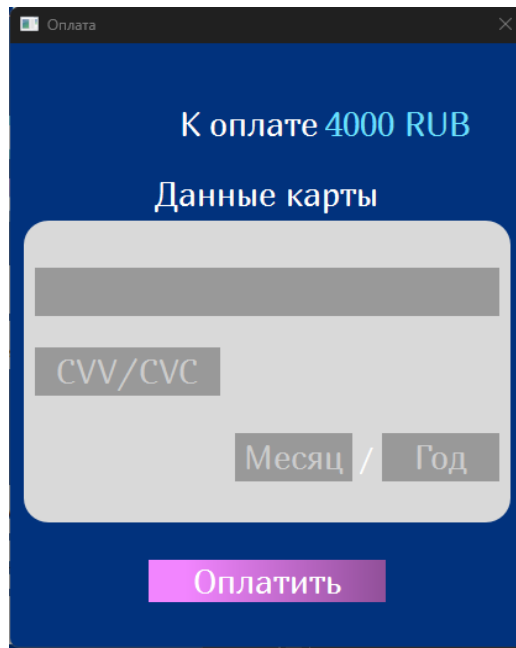 Оплата
К оплате 4000 RUB
Данные карты
CVV/CVC
Месяц / Год
Оплатить